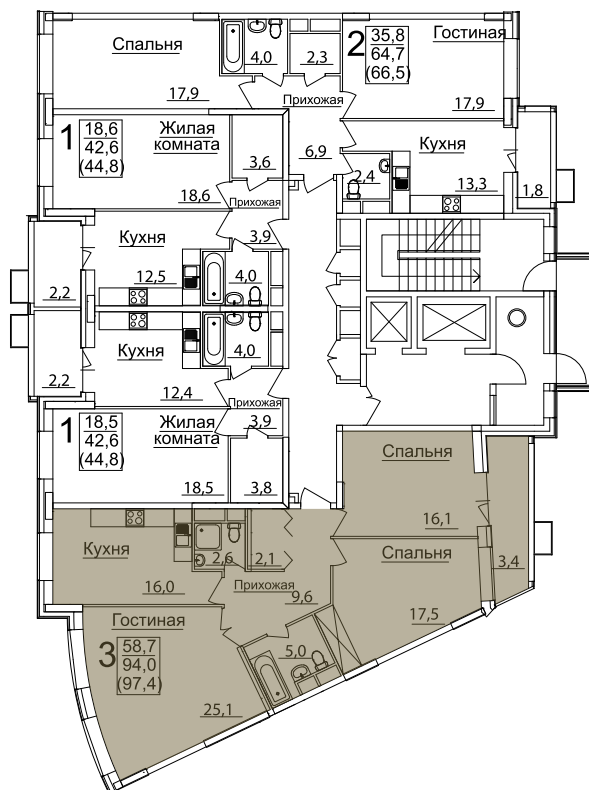 Спальня
17,9
4,0
2,3
Прихожая
6,9
2
35,8
64,7
(66,5)
Гостиная
17,9
Кухня
13,3
2,4
1,8
1
18,6
42,6
(44,8)
Жилая
комната
18,6
3,6
Прихожая
3,9
Кухня
12,5
4,0
2,2
Кухня
12,4
4,0
2,2
Прихожая
3,9
1
18,5
42,6
(44,8)
Жилая
комната
18,5
3,8
Спальня
16,1
3,4
Кухня
16,0
2,6
2,1
Прихожая
9,6
Спальня
17,5
Гостиная
3
58,7
94,0
(97,4)
25,1
5,0